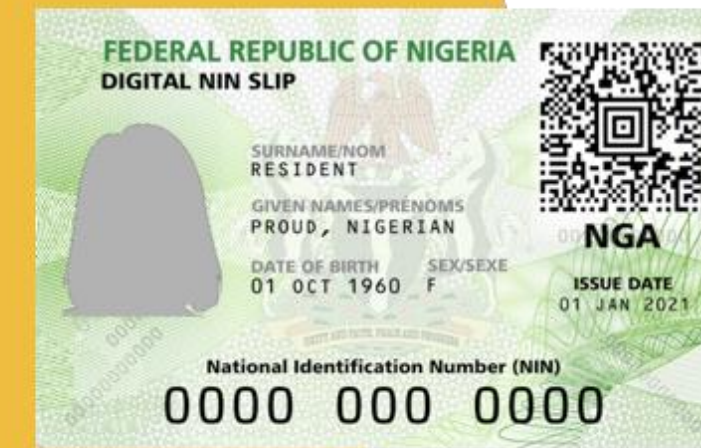 FEDERAL REPUBLIC OF NIGERIA
DIGITAL NIN SLIP
SURNAME/NOM
RESIDENT
GIVEN NAMES/PRÉNOMS
PROUD, NIGERIAN
DATE OF BIRTH SEX/SEXE
01 OCT 1960 F
NGA
ISSUE DATE
01 JAN 2021
National Identification Number (NIN)
0000 000 0000